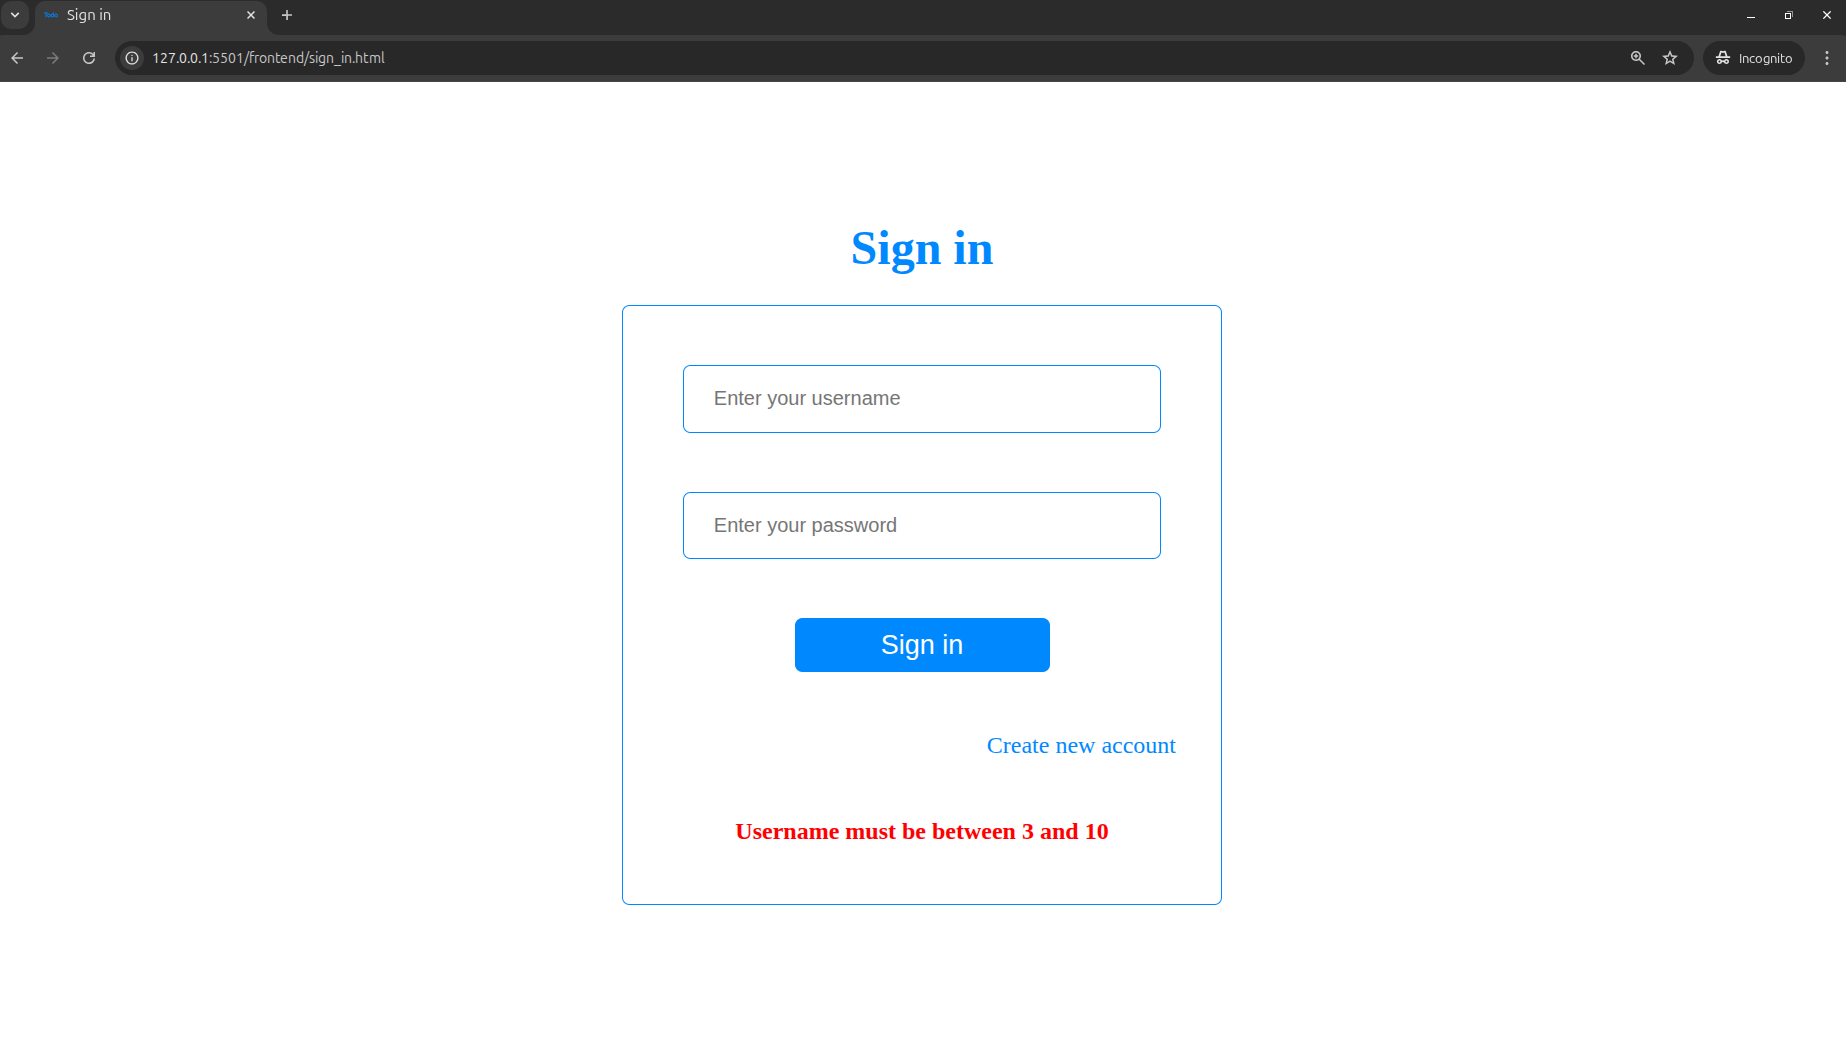 Todo Sign in
127.0.0.1:5501/frontend/sign_in.html
Incognito
Sign in
Enter your username
Enter your password
Sign in
Create new account
Username must be between 3 and 10